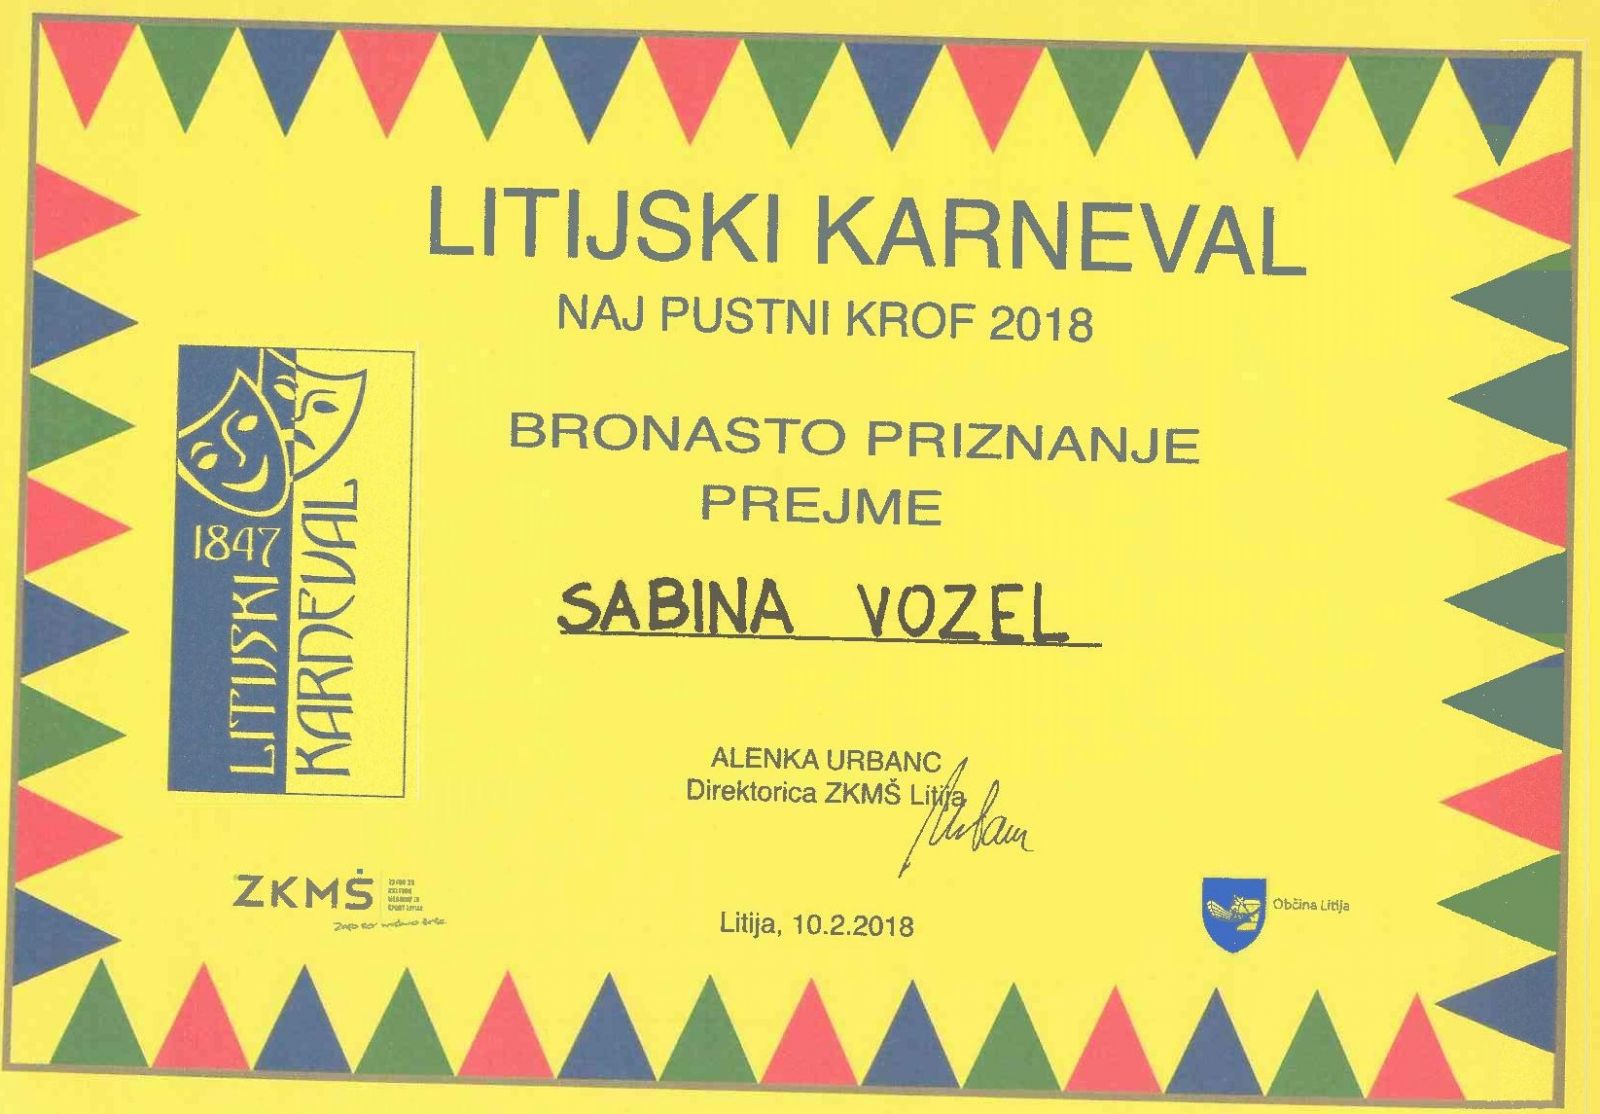 LITIJSKI KARNEVAL
NAJ PUSTNI KROF 2018
BRONASTO PRIZNANJE
PREJME
SABINA VOZEL
1847
LITIJSKI
KARNEVAL
ALENKA URBANC
Direktorica ZKMŠ Litija
ZKMŠ
Občina Litija
Litija, 10.2.2018